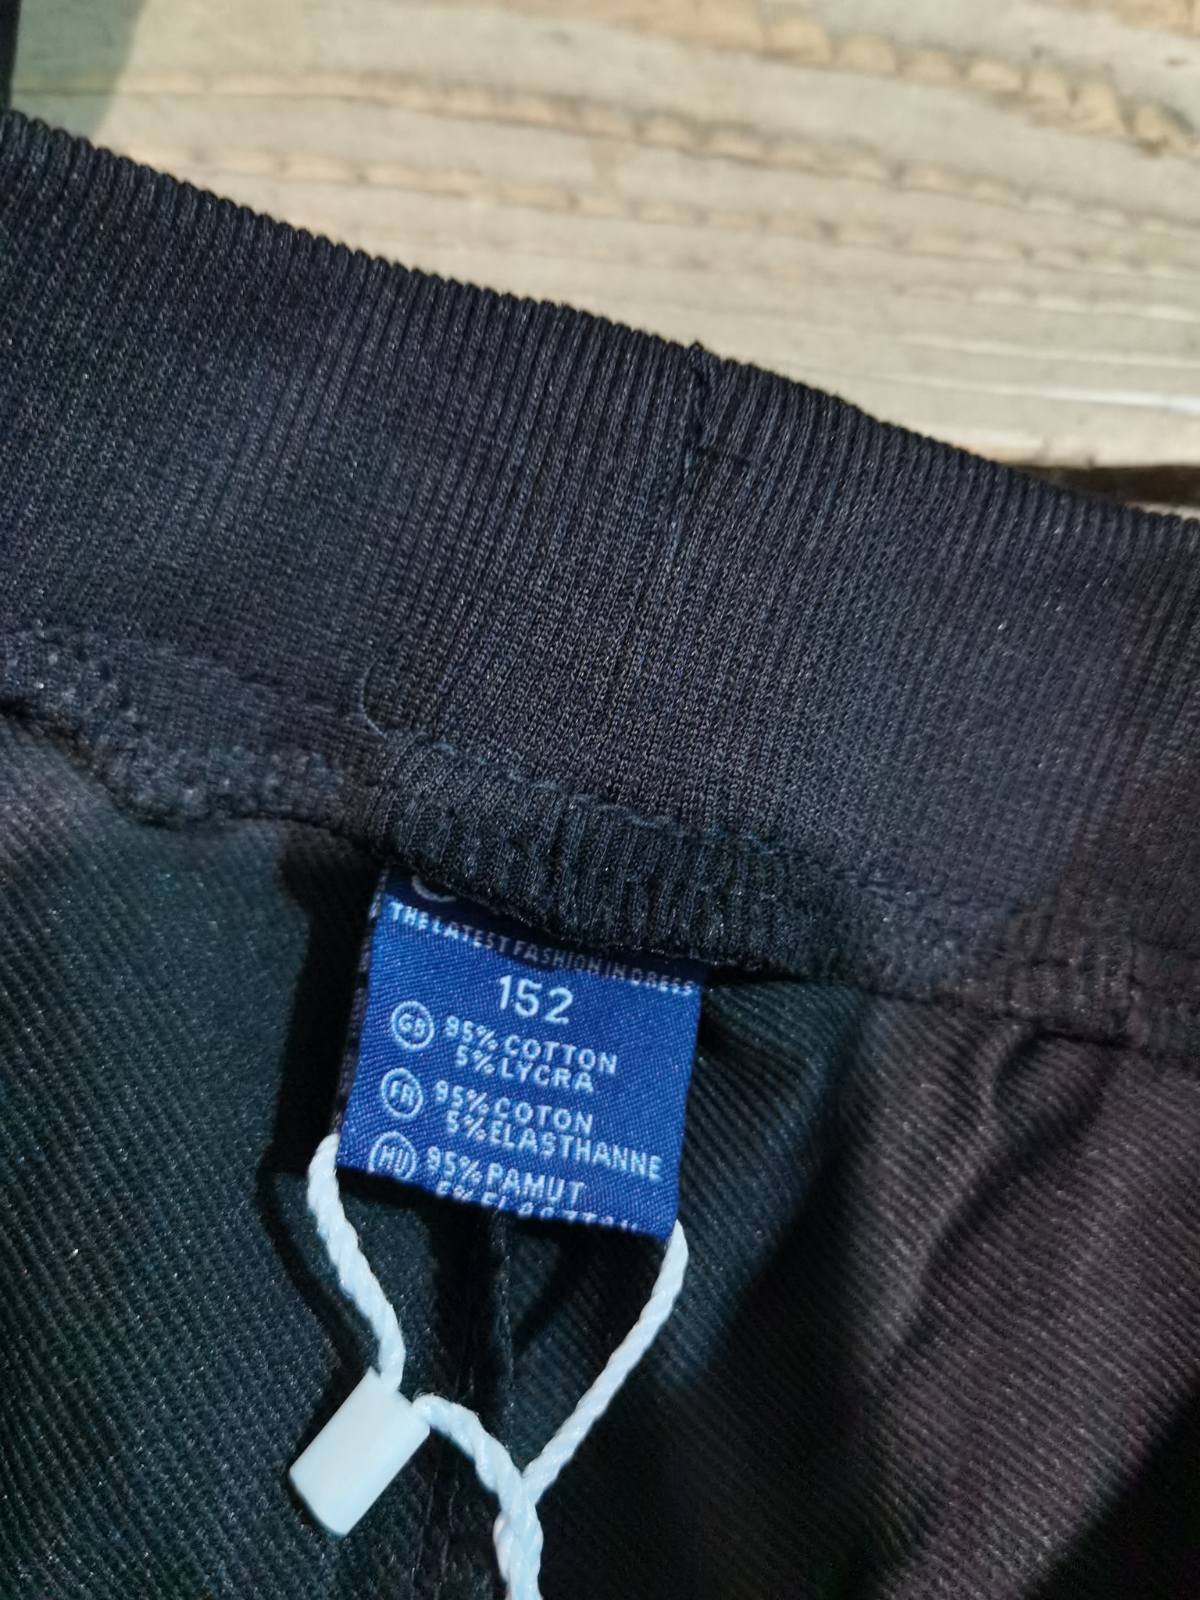 THE LATEST FASHION IN DRESS
152
GB 95% COTTON
5% LYCRA
FR 95% COTON
5% ELASTHANNE
HU 95% PAMUT
5%